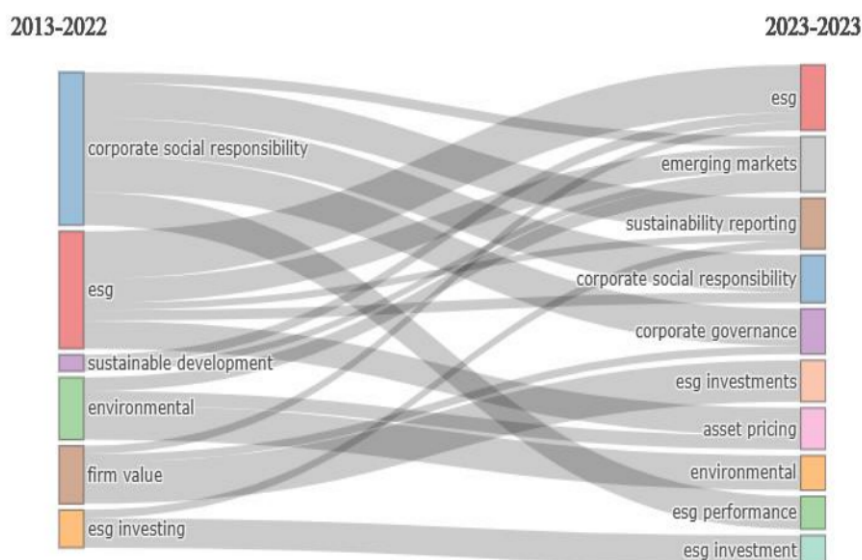 2013-2022
2023-2023
corporate social responsibility
esg
sustainable development
environmental
firm value
esg investing
esg
emerging markets
sustainability reporting
corporate social responsibility
corporate governance
esg investments
asset pricing
environmental
esg performance
esg investment